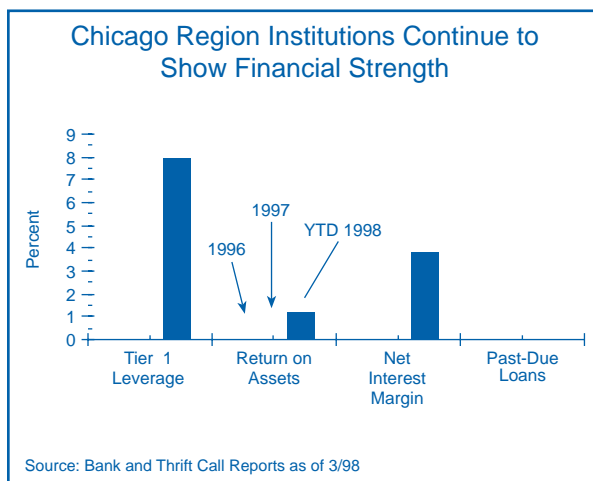 Chicago Region Institutions Continue to
Show Financial Strength
9
8
7
6
5
4
3
2
1
0
Percent
1996
1997
YTD 1998
Tier 1
Leverage
Return on
Assets
Net
Interest
Margin
Past-Due
Loans
Source: Bank and Thrift Call Reports as of 3/98